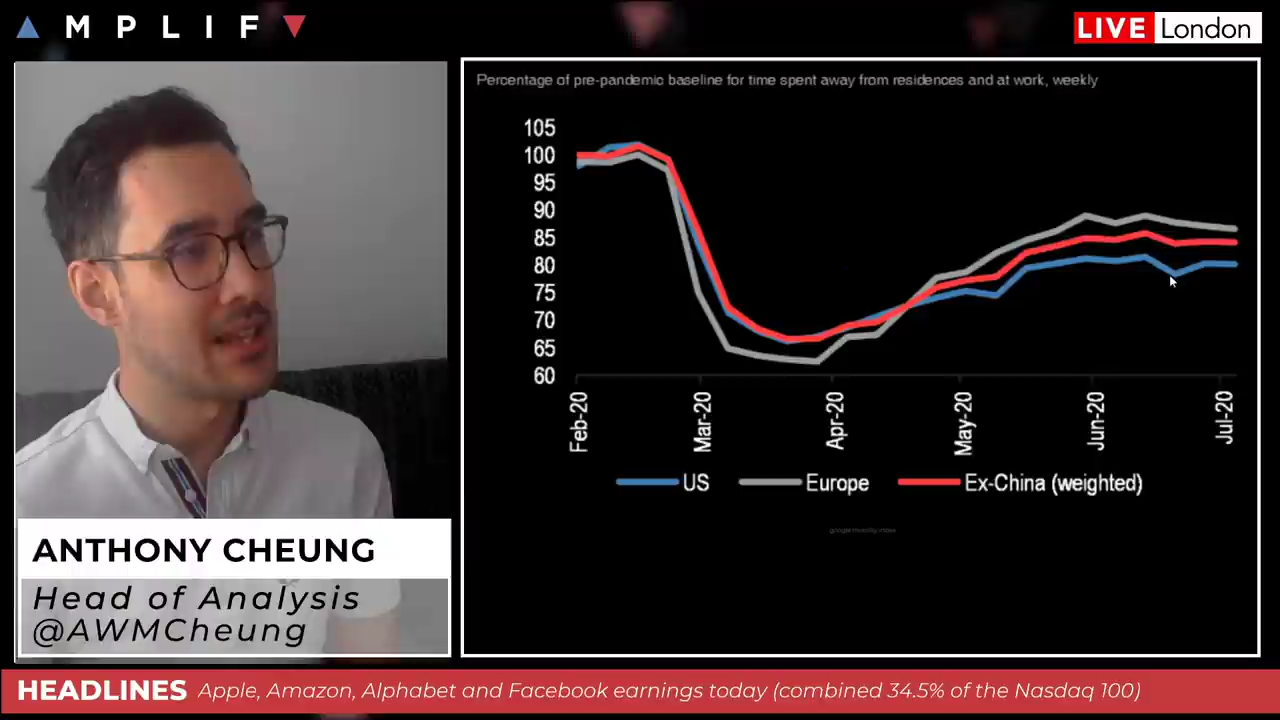 MPLIF
LIVE London
Percentage of pre-pandemic baseline for time spent away from residences and at work, weekly
105
100
95
90
85
80
75
70
65
60
Feb-20
Mar-20
Apr-20
May-20
Jun-20
Jul-20
US
Europe
Ex-China (weighted)
google mobility index
ANTHONY CHEUNG
Head of Analysis
@AWMCheung
HEADLINES Apple, Amazon, Alphabet and Facebook earnings today (combined 34.5% of the Nasdaq 100)